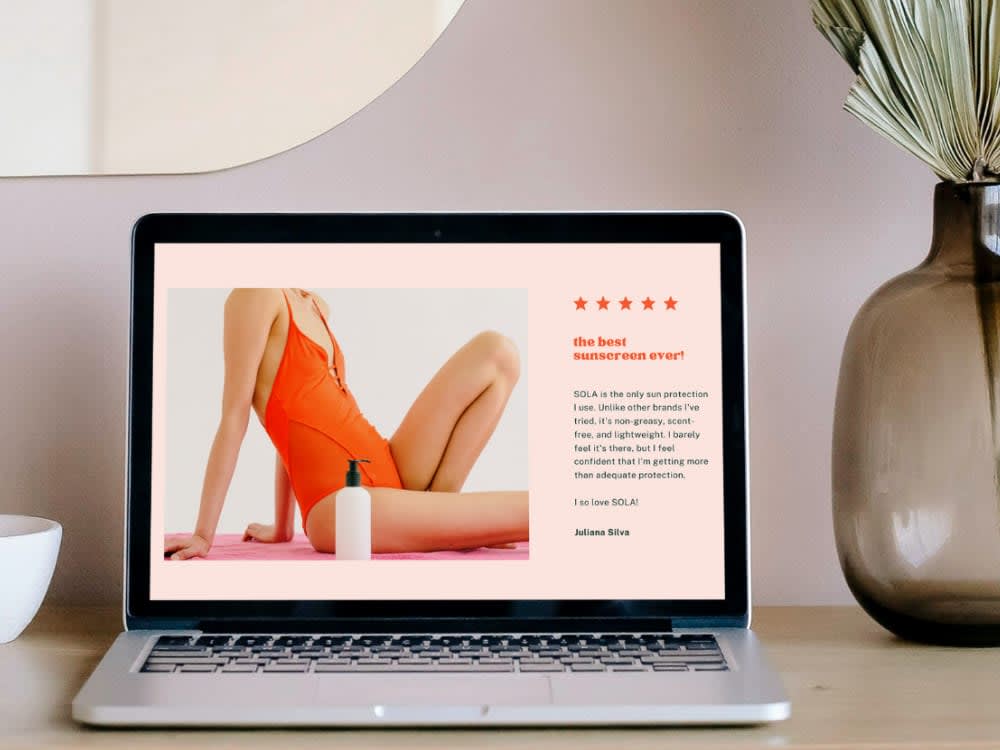 the best
sunscreen ever!
SOLA is the only sun protection
I use. Unlike other brands I've
tried, it's non-greasy, scent-
free, and lightweight. I barely
feel it's there, but I feel
confident that I'm getting more
than adequate protection.
I so love SOLA!
Juliana Silva